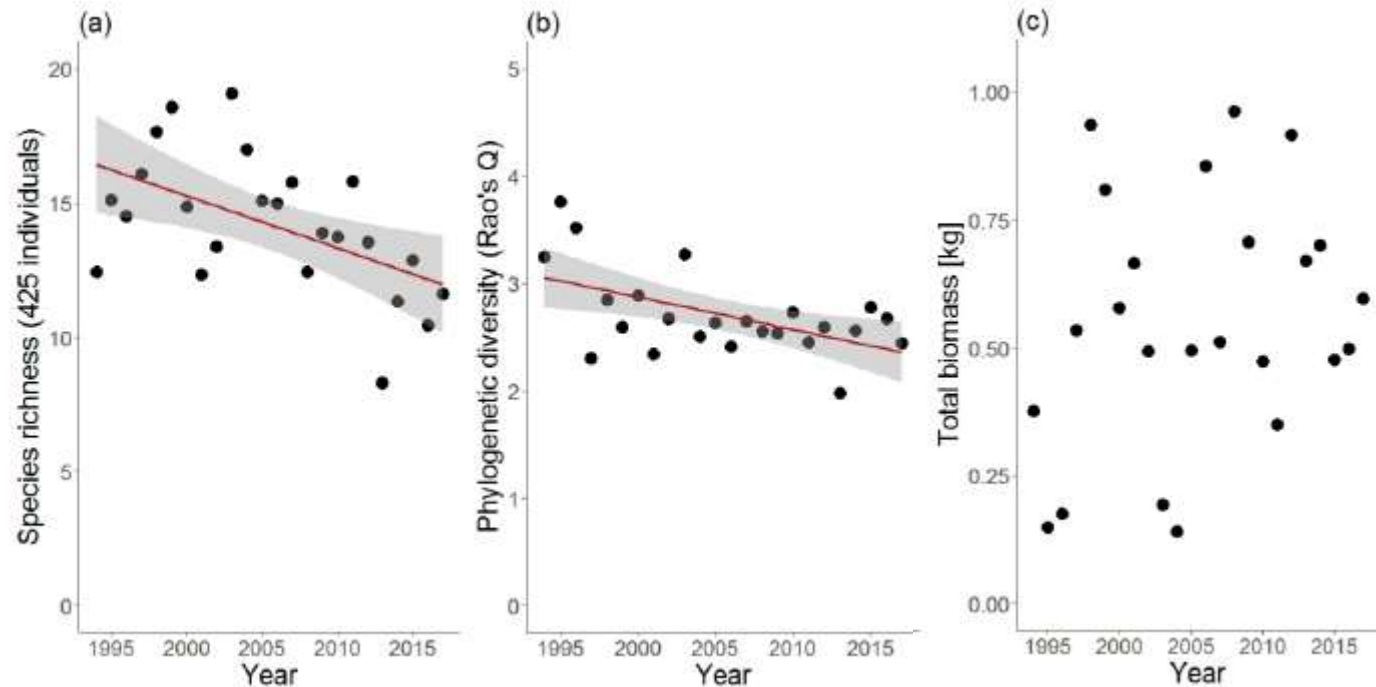 (a)
Species richness (425 individuals)
20
15
10
5
0
1995 2000 2005 2010 2015
Year
(b)
Phylogenetic diversity (Rao's Q)
5
4
3
2
1
0
1995 2000 2005 2010 2015
Year
(c)
Total biomass [kg]
1.00
0.75
0.50
0.25
0.00
1995 2000 2005 2010 2015
Year